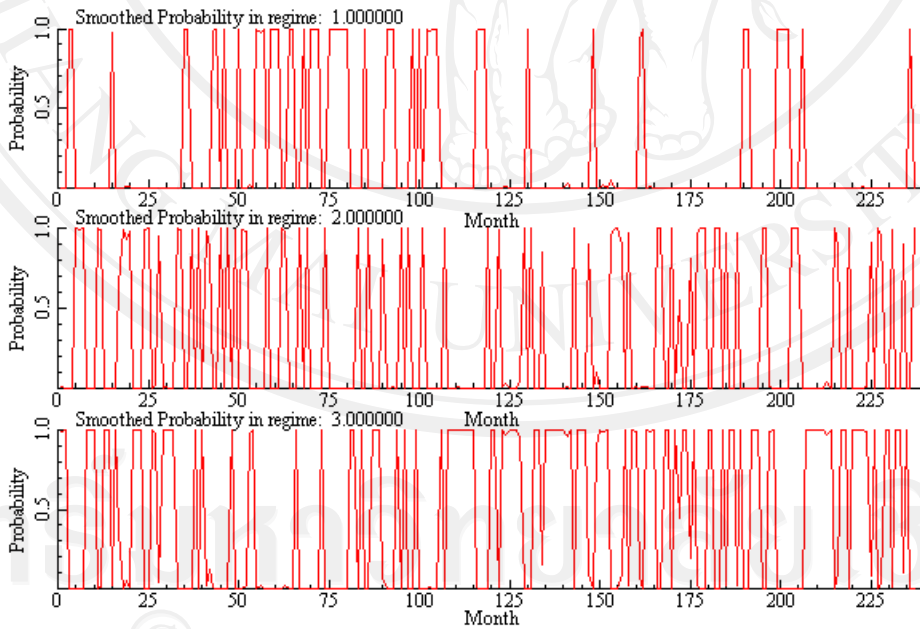 Smoothed Probability in regime: 1.000000
Probability
1.0
0.5
0 25 50 75 100 125 150 175 200 225
Month
Smoothed Probability in regime: 2.000000
Probability
1.0
0.5
0 25 50 75 100 125 150 175 200 225
Month
Smoothed Probability in regime: 3.000000
Probability
1.0
0.5
0 25 50 75 100 125 150 175 200 225
Month